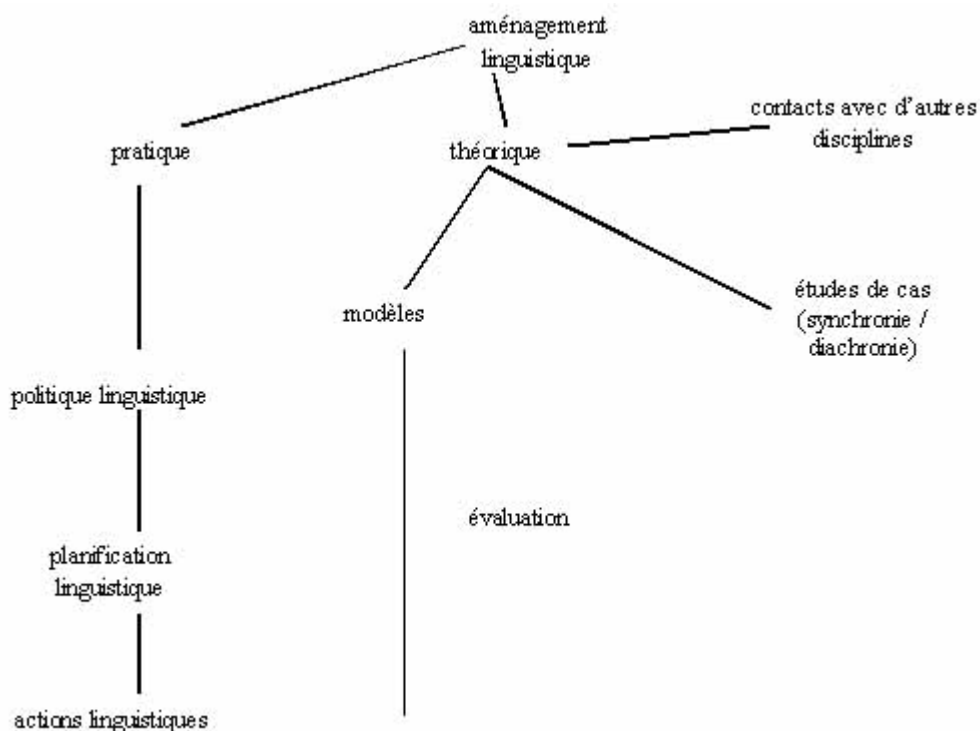 aménagement
linguistique
contacts avec d'autres
disciplines
pratique
théorique
modèles
études de cas
(synchronie /
diachronie)
politique linguistique
évaluation
planification
linguistique
actions linguistiques